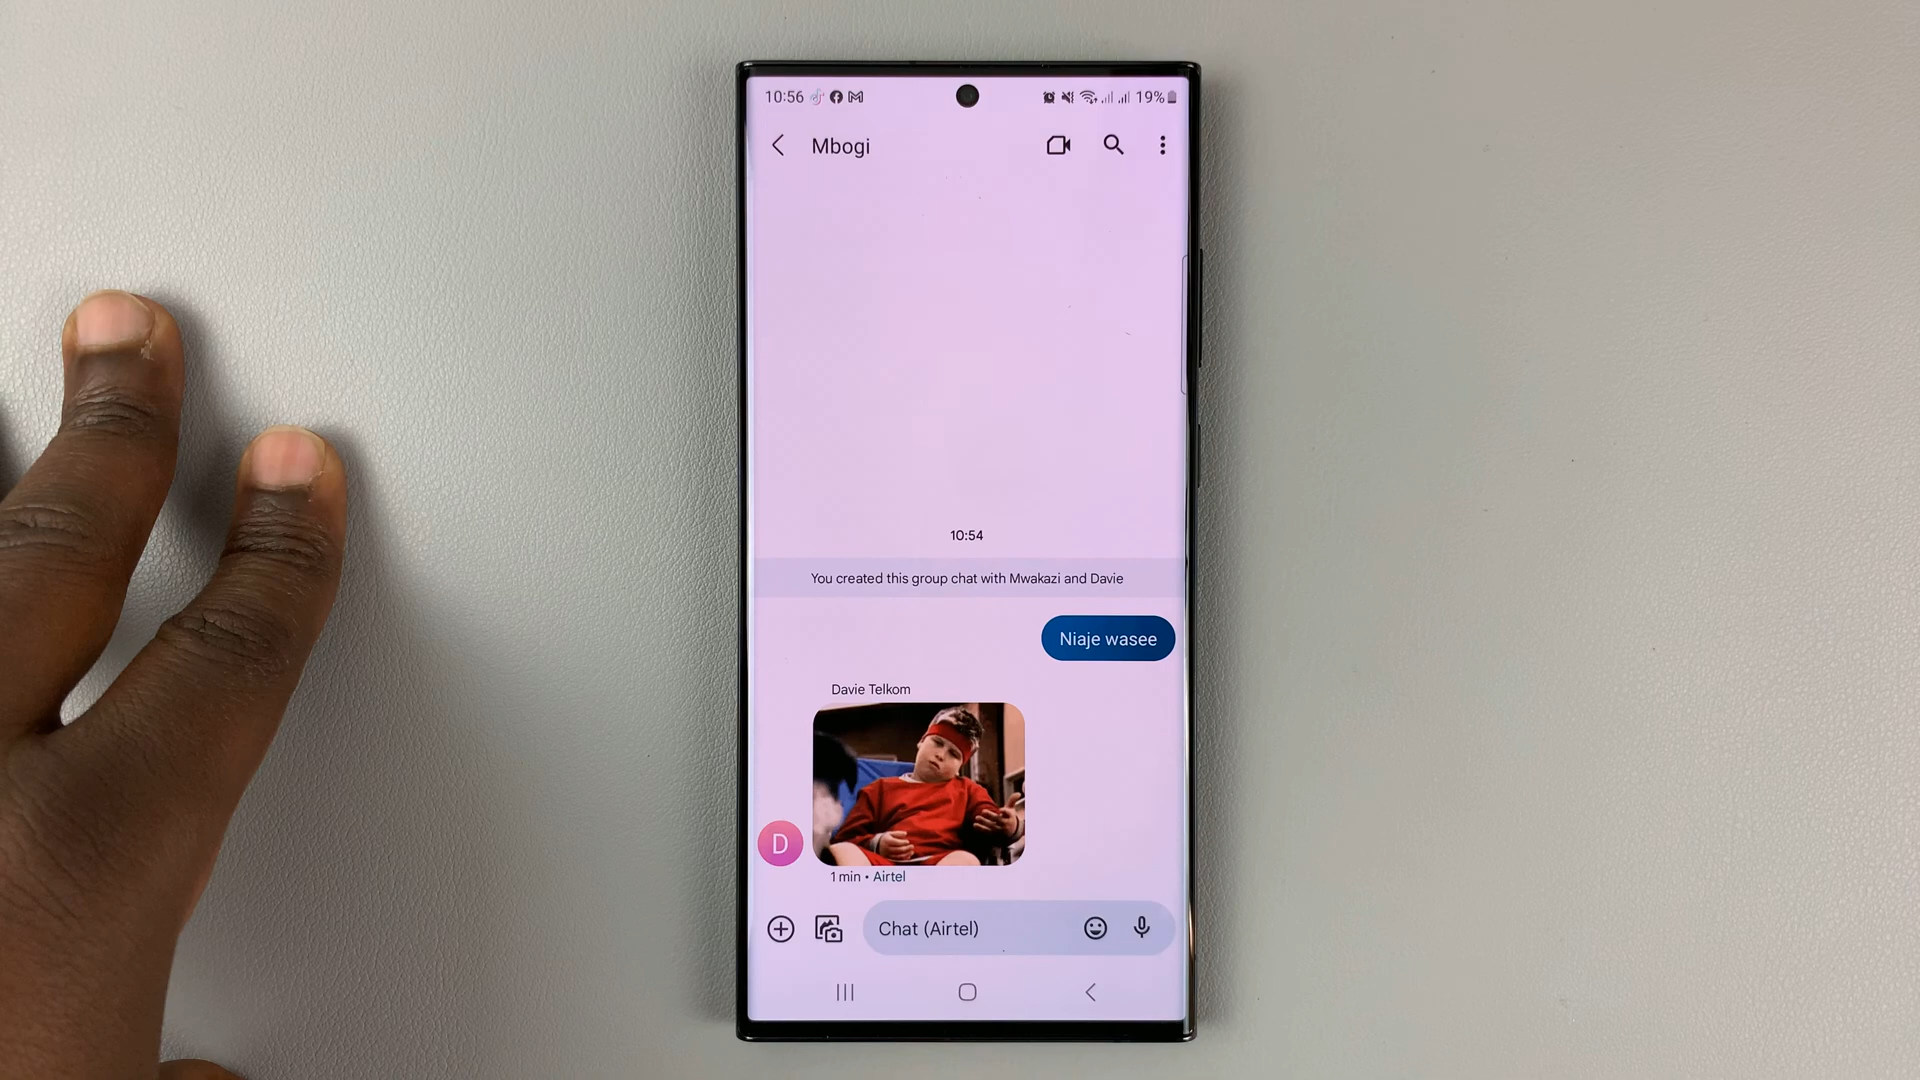 10:56 19%
Mbogi
10:54
You created this group chat with Mwakazi and Davie
Niaje wasee
Davie Telkom
D
1 min • Airtel
Chat (Airtel)